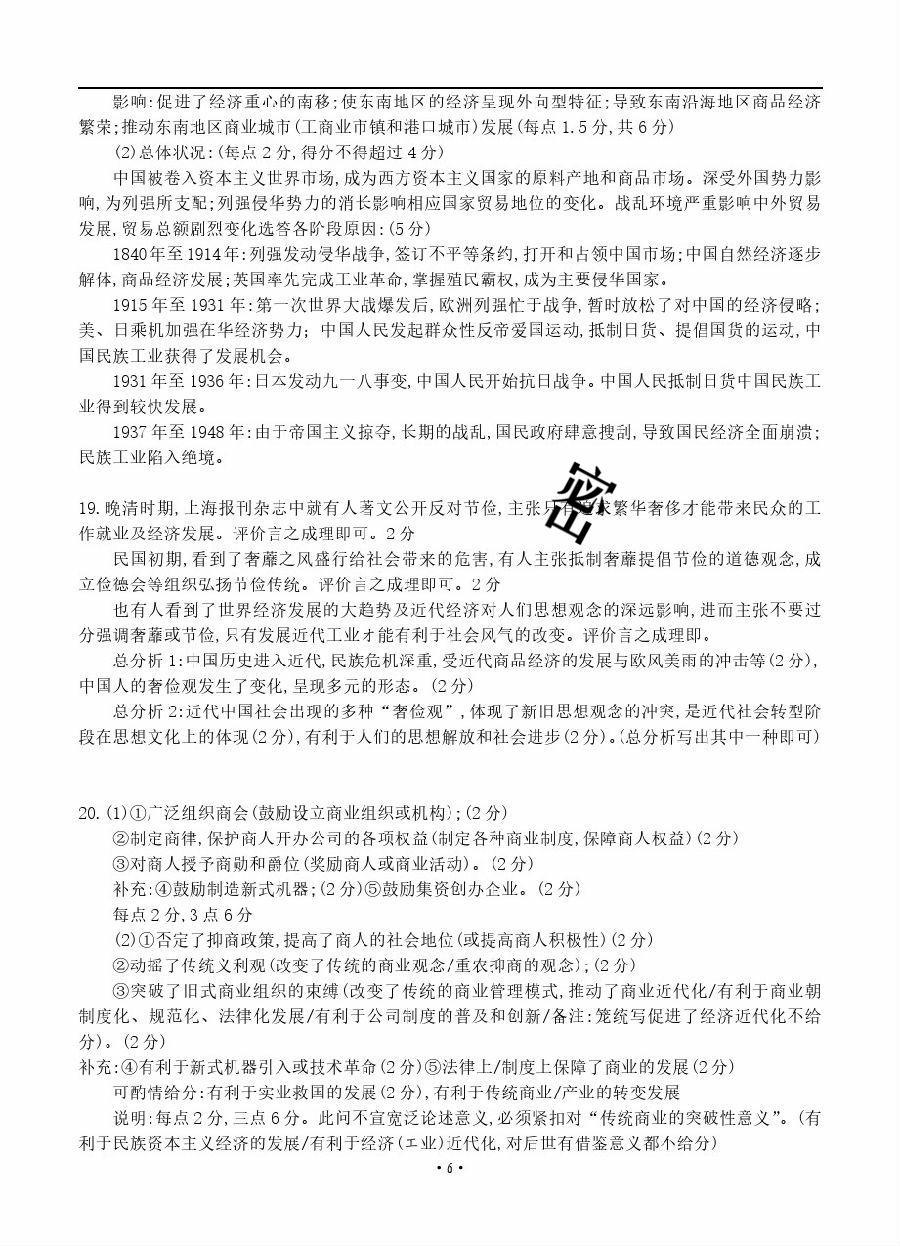 影响:促进了经济重心的南移;使东南地区的经济呈现外向型特征;导致东南沿海地区商品经济
繁荣;推动东南地区商业城市(工商业市镇和港口城市)发展(每点1.5分,共6分)
(2)总体状况:(每点2分,得分不得超过4分)
中国被卷入资本主义世界市场,成为西方资本主义国家的原料产地和商品市场。深受外国势力影
响,为列强所支配;列强侵华势力的消长影响相应国家贸易地位的变化。战乱环境严重影响中外贸易
发展,贸易总额剧烈变化选答各阶段原因:(5分)
1840年至1914年:列强发动侵华战争,签订不平等条约,打开和占领中国市场;中国自然经济逐步
解体,商品经济发展;英国率先完成工业革命,掌握殖民霸权,成为主要侵华国家。
1915年至1931年:第一次世界大战爆发后,欧洲列强忙于战争,暂时放松了对中国的经济侵略;
美、日乘机加强在华经济势力;中国人民发起群众性反帝爱国运动,抵制日货、提倡国货的运动,中
国民族工业获得了发展机会。
1931年至1936年:日本发动九一八事变,中国人民开始抗日战争。中国人民抵制日货中国民族工
业得到较快发展。
1937年至1948年:由于帝国主义掠夺,长期的战乱,国民政府肆意搜刮,导致国民经济全面崩溃;
民族工业陷入绝境。
密
19.晚清时期,上海报刊杂志中就有人著文公开反对节俭,主张只有追求繁华奢侈才能带来民众的工
作就业及经济发展。评价言之成理即可。2分
民国初期,看到了奢靡之风盛行给社会带来的危害,有人主张抵制奢靡提倡节俭的道德观念,成
立俭德会等组织弘扬节俭传统。评价言之成理即可。2分
也有人看到了世界经济发展的大趋势及近代经济对人们思想观念的深远影响,进而主张不要过
分强调奢靡或节俭,只有发展近代工业才能有利于社会风气的改变。评价言之成理即。
总分析1:中国历史进入近代,民族危机深重,受近代商品经济的发展与欧风美雨的冲击等(2分),
中国人的奢俭观发生了变化,呈现多元的形态。(2分)
总分析2:近代中国社会出现的多种“奢俭观”,体现了新旧思想观念的冲突,是近代社会转型阶
段在思想文化上的体现(2分),有利于人们的思想解放和社会进步(2分)。(总分析写出其中一种即可)
20.(1)①广泛组织商会(鼓励设立商业组织或机构);(2分)
②制定商律,保护商人开办公司的各项权益(制定各种商业制度,保障商人权益)(2分)
③对商人授予商勋和爵位(奖励商人或商业活动)。(2分)
补充:④鼓励制造新式机器;(2分)⑤鼓励集资创办企业。(2分)
每点2分,3点6分
(2)①否定了抑商政策,提高了商人的社会地位(或提高商人积极性)(2分)
②动摇了传统义利观(改变了传统的商业观念/重农抑商的观念);(2分)
③突破了旧式商业组织的束缚(改变了传统的商业管理模式,推动了商业近代化/有利于商业朝
制度化、规范化、法律化发展/有利于公司制度的普及和创新/备注:笼统写促进了经济近代化不给
分)。(2分)
补充:④有利于新式机器引入或技术革命(2分)⑤法律上/制度上保障了商业的发展(2分)
可酌情给分:有利于实业救国的发展(2分),有利于传统商业/产业的转变发展
说明:每点2分,三点6分。此问不宜宽泛论述意义,必须紧扣对“传统商业的突破性意义”。(有
利于民族资本主义经济的发展/有利于经济(工业)近代化,对后世有借鉴意义都不给分)
·6·